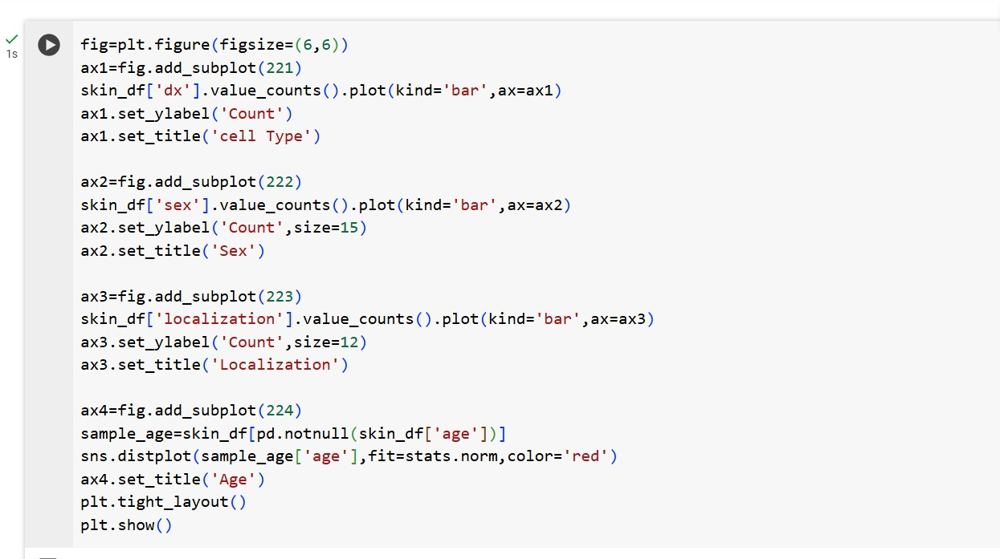 1s
fig=plt.figure(figsize=(6,6))
ax1=fig.add_subplot(221)
skin_df['dx'].value_counts().plot(kind='bar',ax=ax1)
ax1.set_ylabel('Count')
ax1.set_title('cell Type')

ax2=fig.add_subplot(222)
skin_df['sex'].value_counts().plot(kind='bar',ax=ax2)
ax2.set_ylabel('Count',size=15)
ax2.set_title('Sex')

ax3=fig.add_subplot(223)
skin_df['localization'].value_counts().plot(kind='bar',ax=ax3)
ax3.set_ylabel('Count',size=12)
ax3.set_title('Localization')

ax4=fig.add_subplot(224)
sample_age=skin_df[pd.notnull(skin_df['age'])]
sns.distplot(sample_age['age'],fit=stats.norm,color='red')
ax4.set_title('Age')
plt.tight_layout()
plt.show()